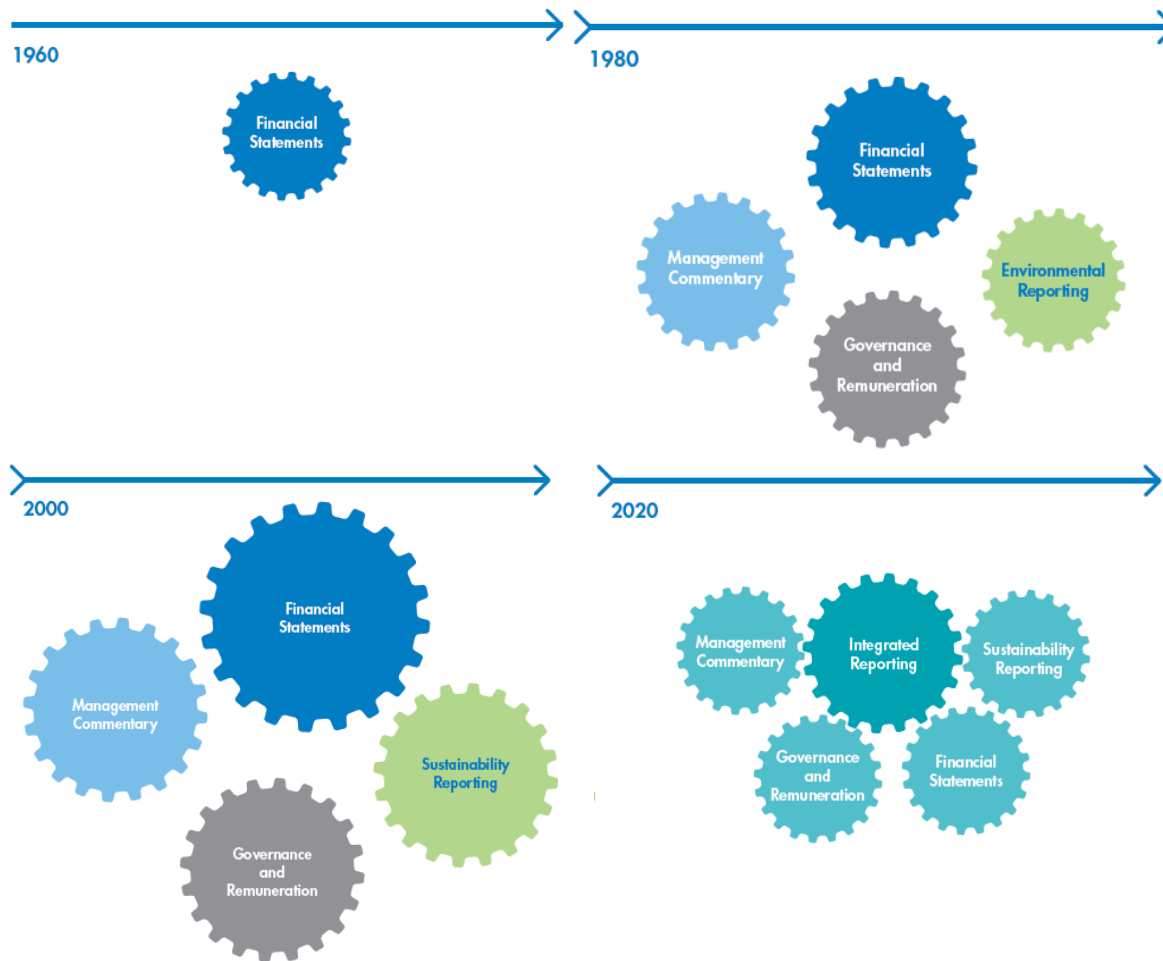 1960
Financial
Statements
1980
Financial
Statements
Management
Commentary
Environmental
Reporting
Governance
and
Remuneration
2000
Financial
Statements
Management
Commentary
Sustainability
Reporting
Governance
and
Remuneration
2020
Management
Commentary
Integrated
Reporting
Sustainability
Reporting
Governance
and
Remuneration
Financial
Statements